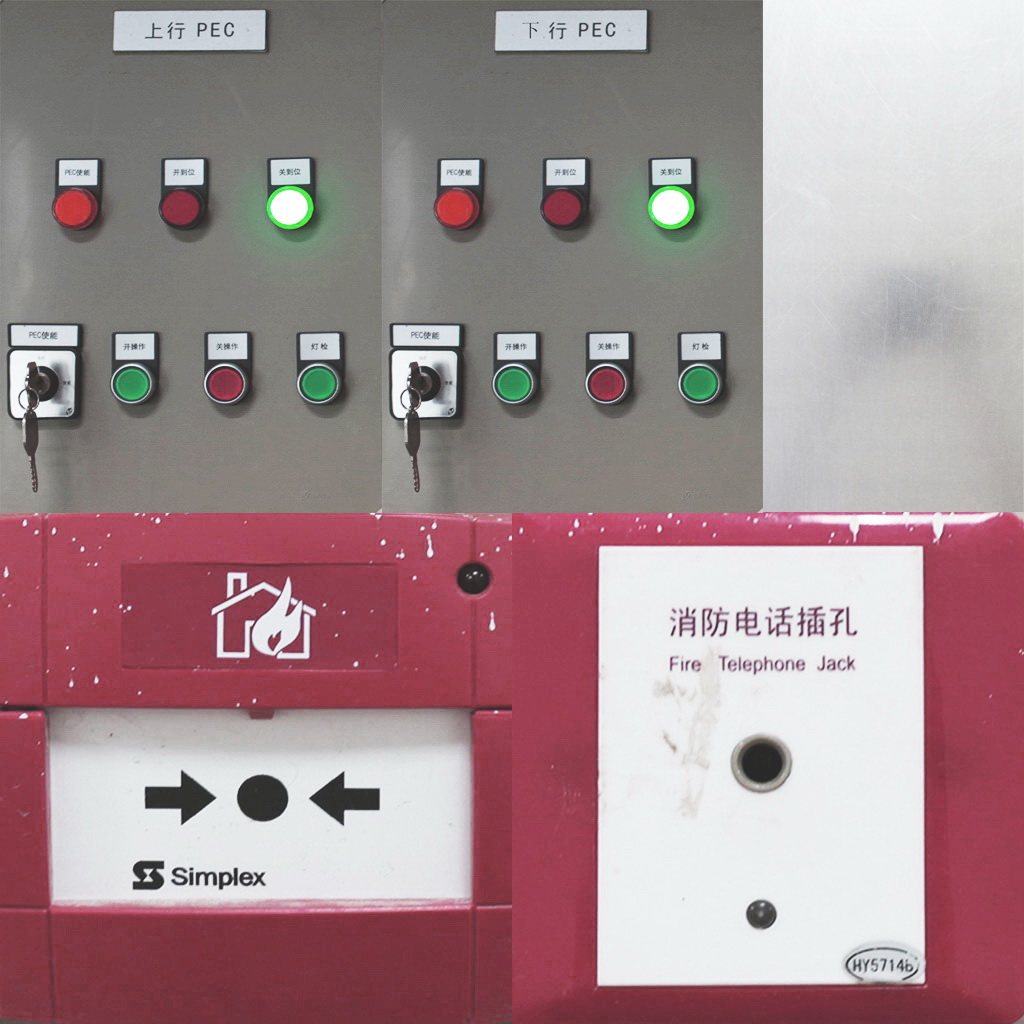 上行 PEC
PEC使能
开到位
关到位
PEC使能
开操作
关操作
灯检
下行 PEC
PEC使能
开到位
关到位
PEC使能
开操作
关操作
灯检
Simplex
消防电话插孔
Fire Telephone Jack
HY5714B